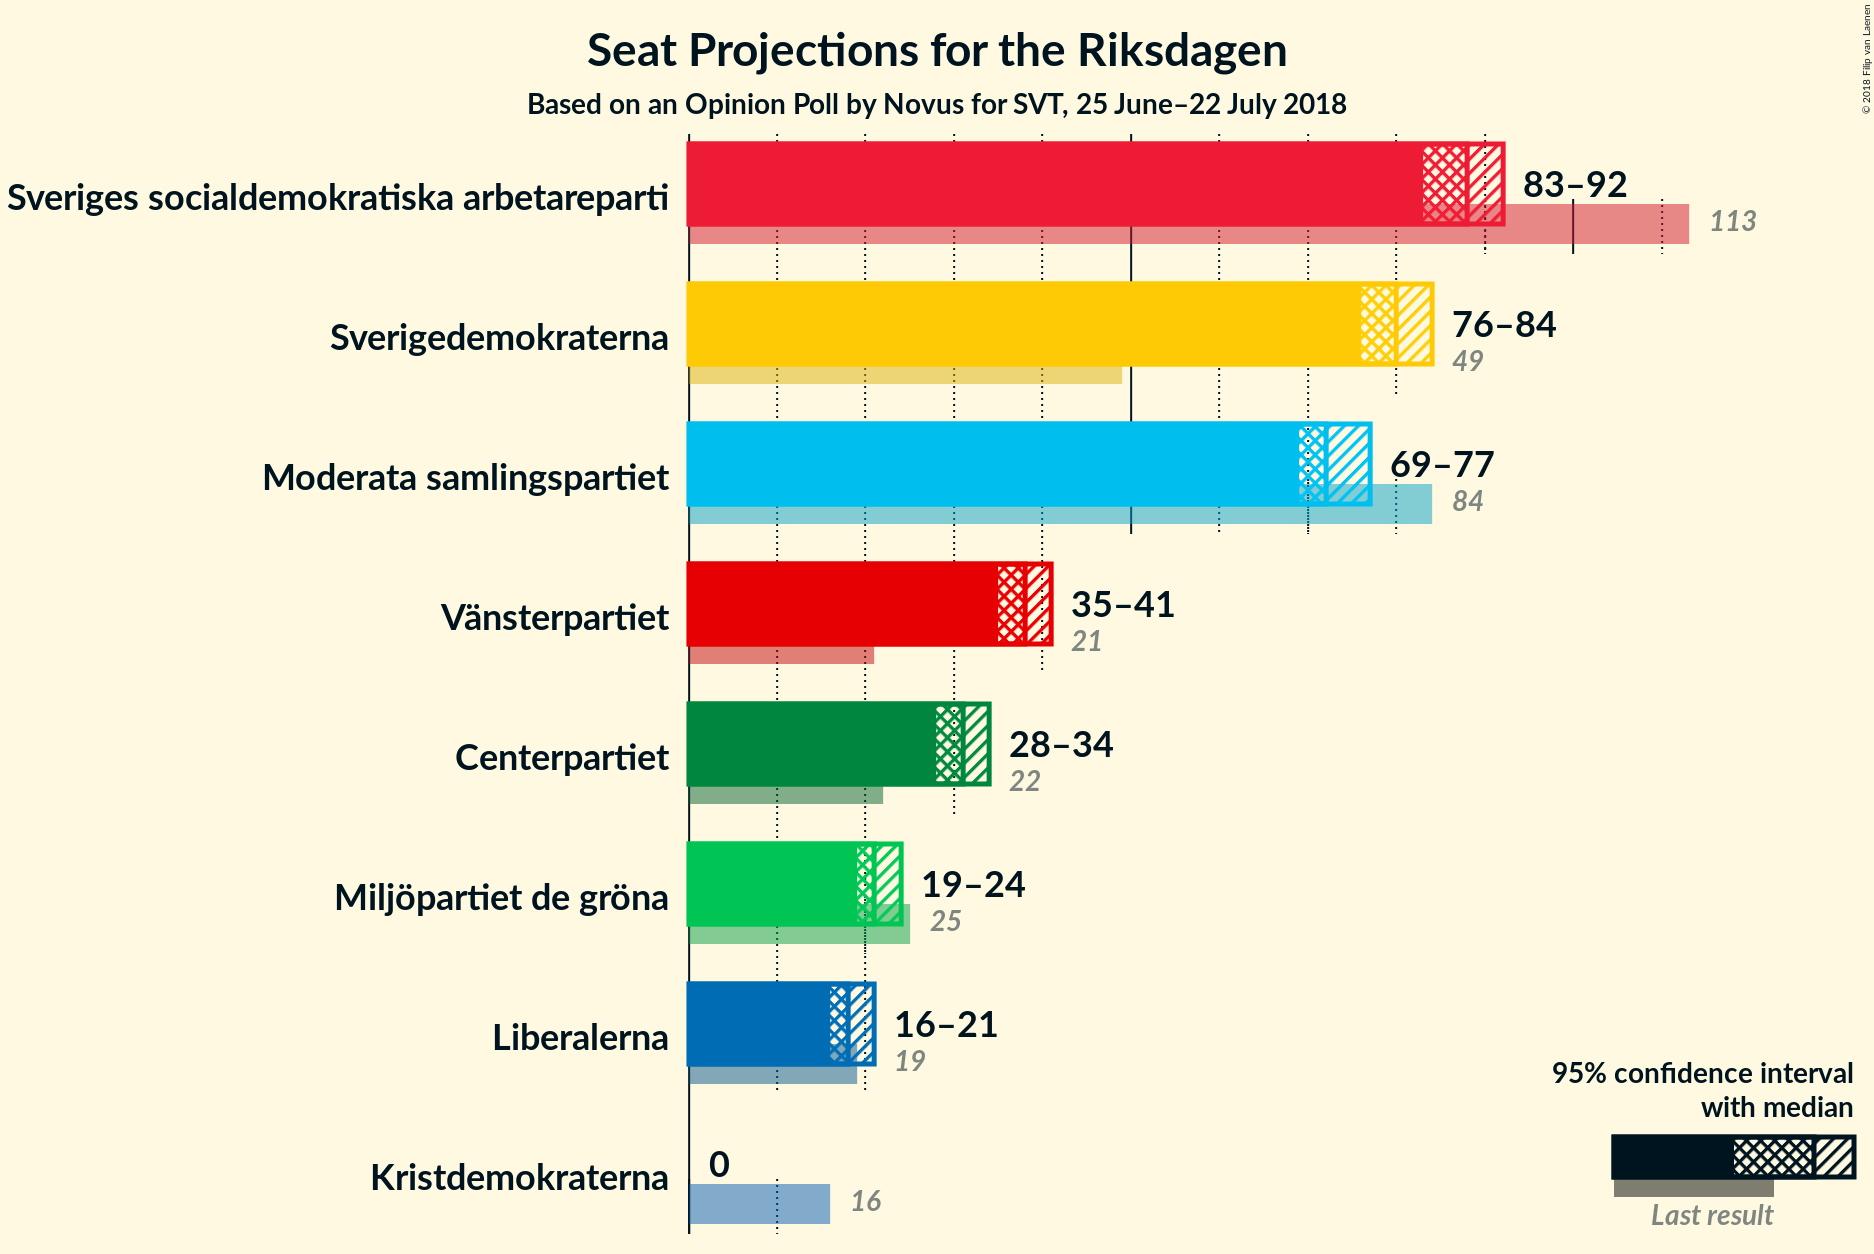 Seat Projections for the Riksdagen
Based on an Opinion Poll by Novus for SVT, 25 June–22 July 2018
© 2018 Filip van Laenen
Sveriges socialdemokratiska arbetareparti
83–92
113
Sverigedemokraterna
76–84
49
Moderata samlingspartiet
69–77
84
Vänsterpartiet
35–41
21
Centerpartiet
28–34
22
Miljöpartiet de gröna
19–24
25
Liberalerna
16–21
19
Kristdemokraterna
0
16
95% confidence interval
with median
Last result